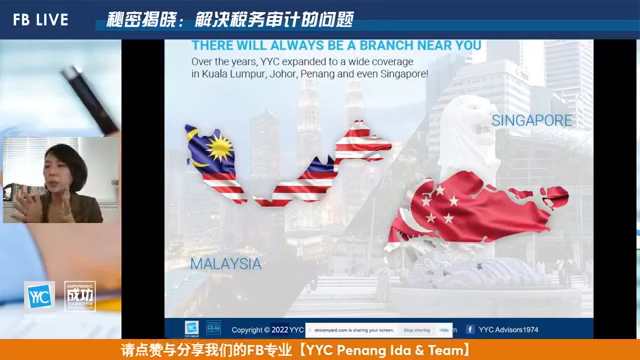 FB LIVE
秘密揭晓：解决税务审计的问题
THERE WILL ALWAYS BE A BRANCH NEAR YOU
Over the years, YYC expanded to a wide coverage
in Kuala Lumpur, Johor, Penang and even Singapore!
SINGAPORE
MALAYSIA
YYC
成功
Copyright © 2022 YYC
streamyard.com is sharing your screen.
Stop sharing
Hide
YYC Advisors1974
请点赞与分享我们的FB专业【YYC Penang Ida & Team】